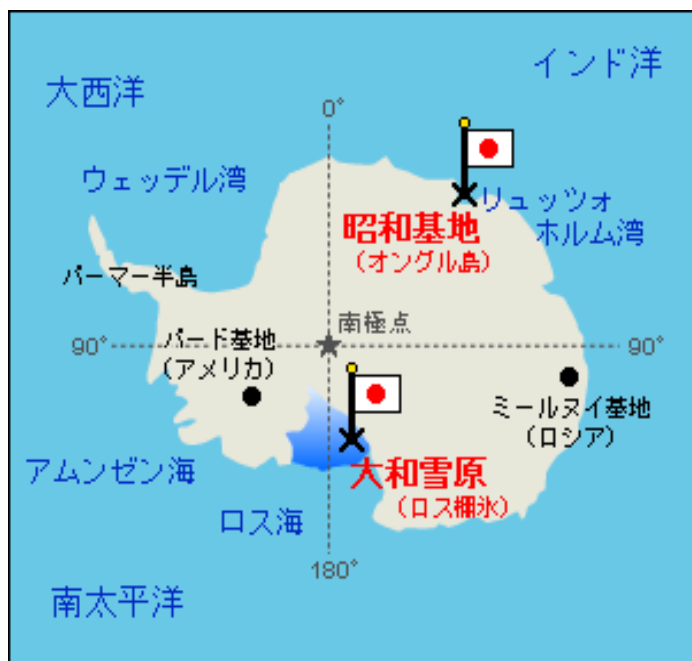 インド洋
大西洋
0°
ウェッデル湾
リュッツォ
ホルム湾
昭和基地
(オングル島)
パーマー半島
南極点
90°
バード基地
(アメリカ)
90°
ミールヌイ基地
(ロシア)
アムンゼン海
大和雪原
(ロス棚氷)
ロス海
180°
南太平洋